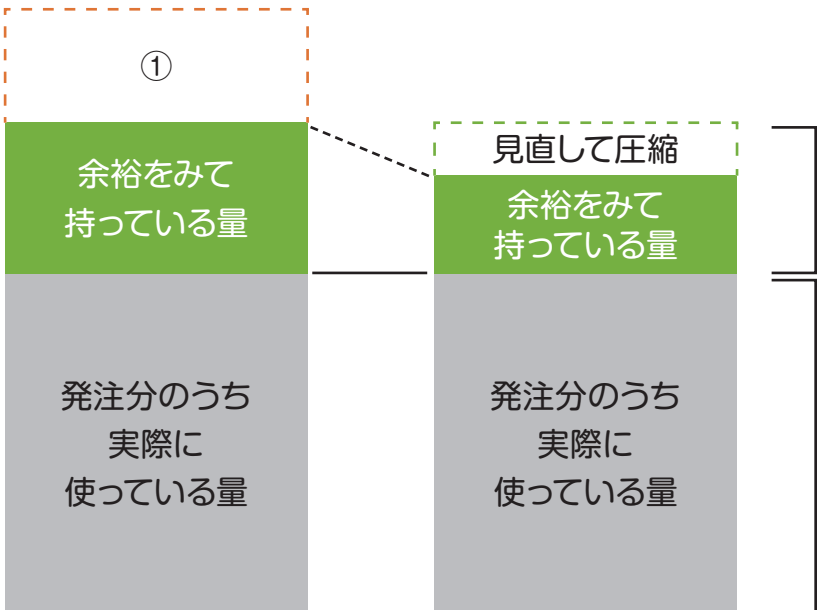 ①
余裕をみて
持っている量
発注分のうち
実際に
使っている量
見直して圧縮
余裕をみて
持っている量
発注分のうち
実際に
使っている量